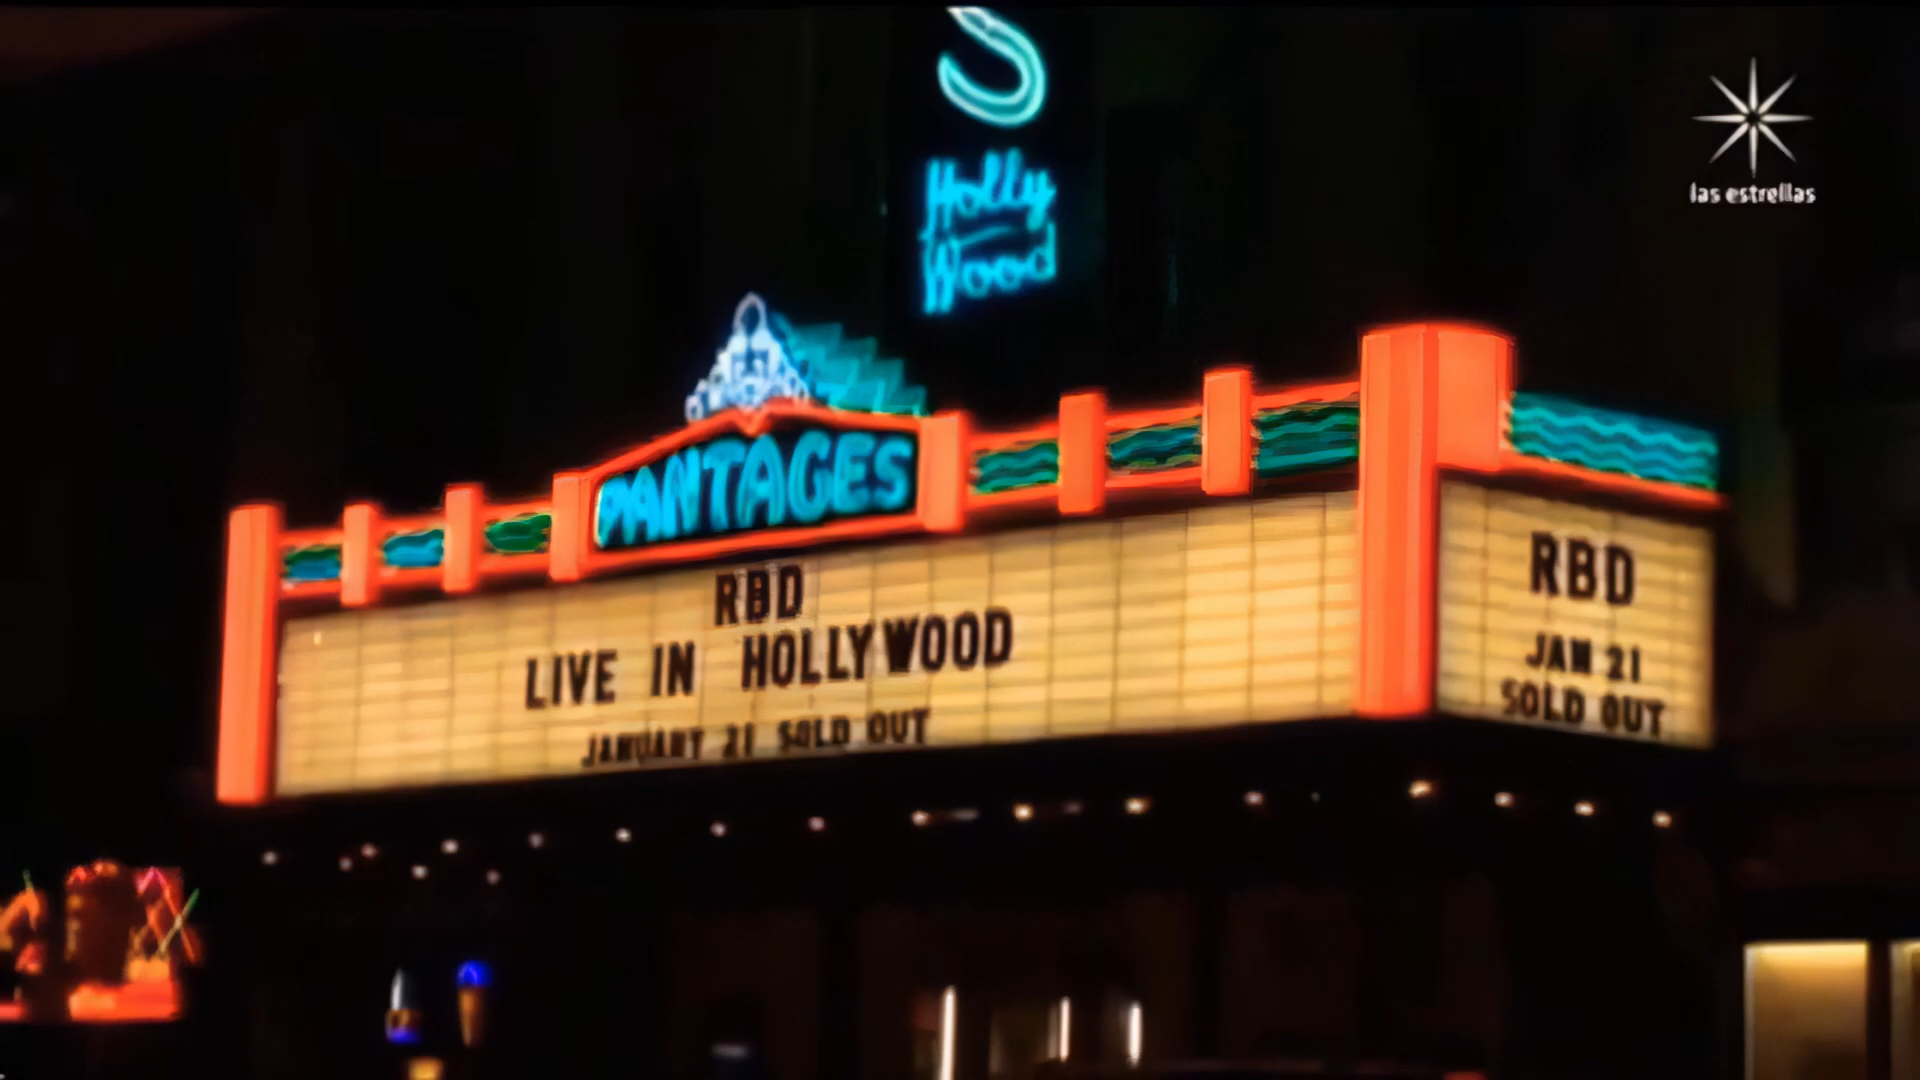 S
Holly
Wood
las estrellas
PANTAGES
RBD
LIVE IN HOLLYWOOD
JANUARY 21 SOLD OUT
RBD
JAN 21
SOLD OUT